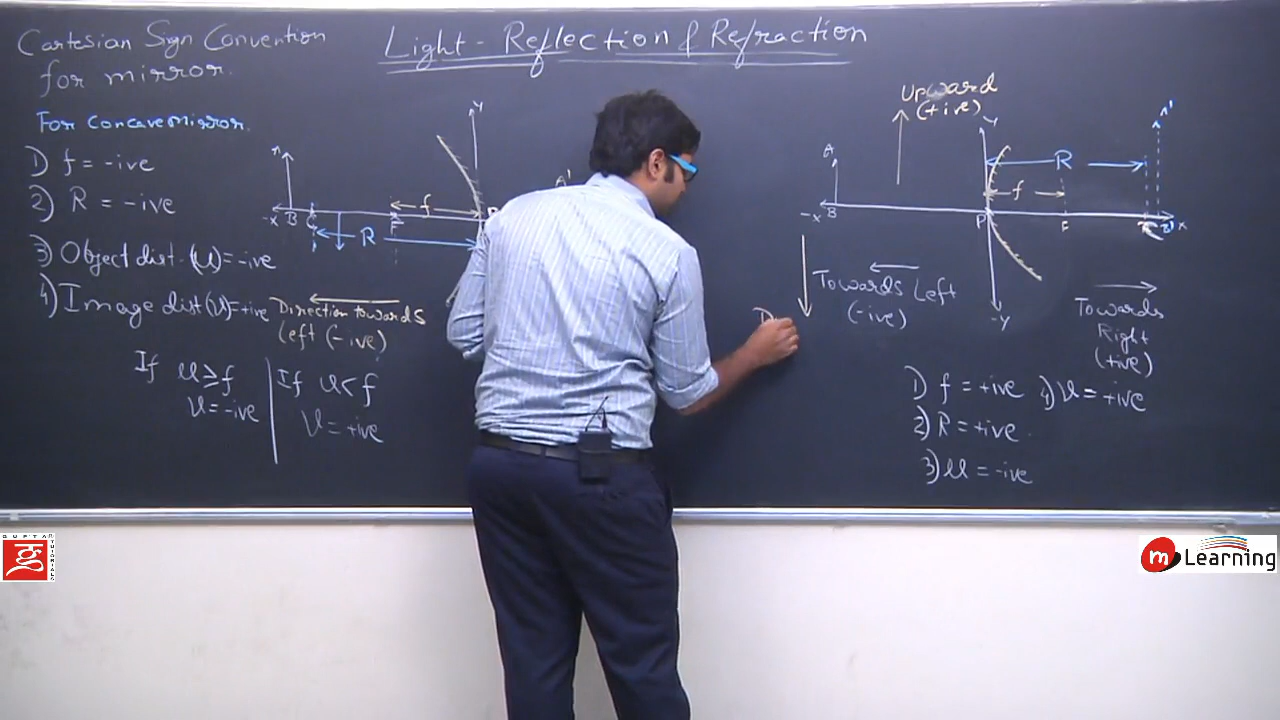 Cartesian Sign Convention
for mirror.
Light - Reflection & Refraction
For Concave mirror.
1) f = -ive
2) R = -ive
3) Object dist. (u) = -ive
4) Image dist (v) = +ive
Y
A'
-X B C F f P
R
Direction towards
left (-ive)
If u ≥ f
v = -ive
If u < f
v = +ive
Upward
(+ive)
Y
A
A'
R
f
-X B P F X
-Y
Towards Left
(-ive)
Towards
Right
(+ive)
1) f = +ive 4) v = +ive
2) R = +ive
3) u = -ive
GUPTA
TUTORIALS
m Learning